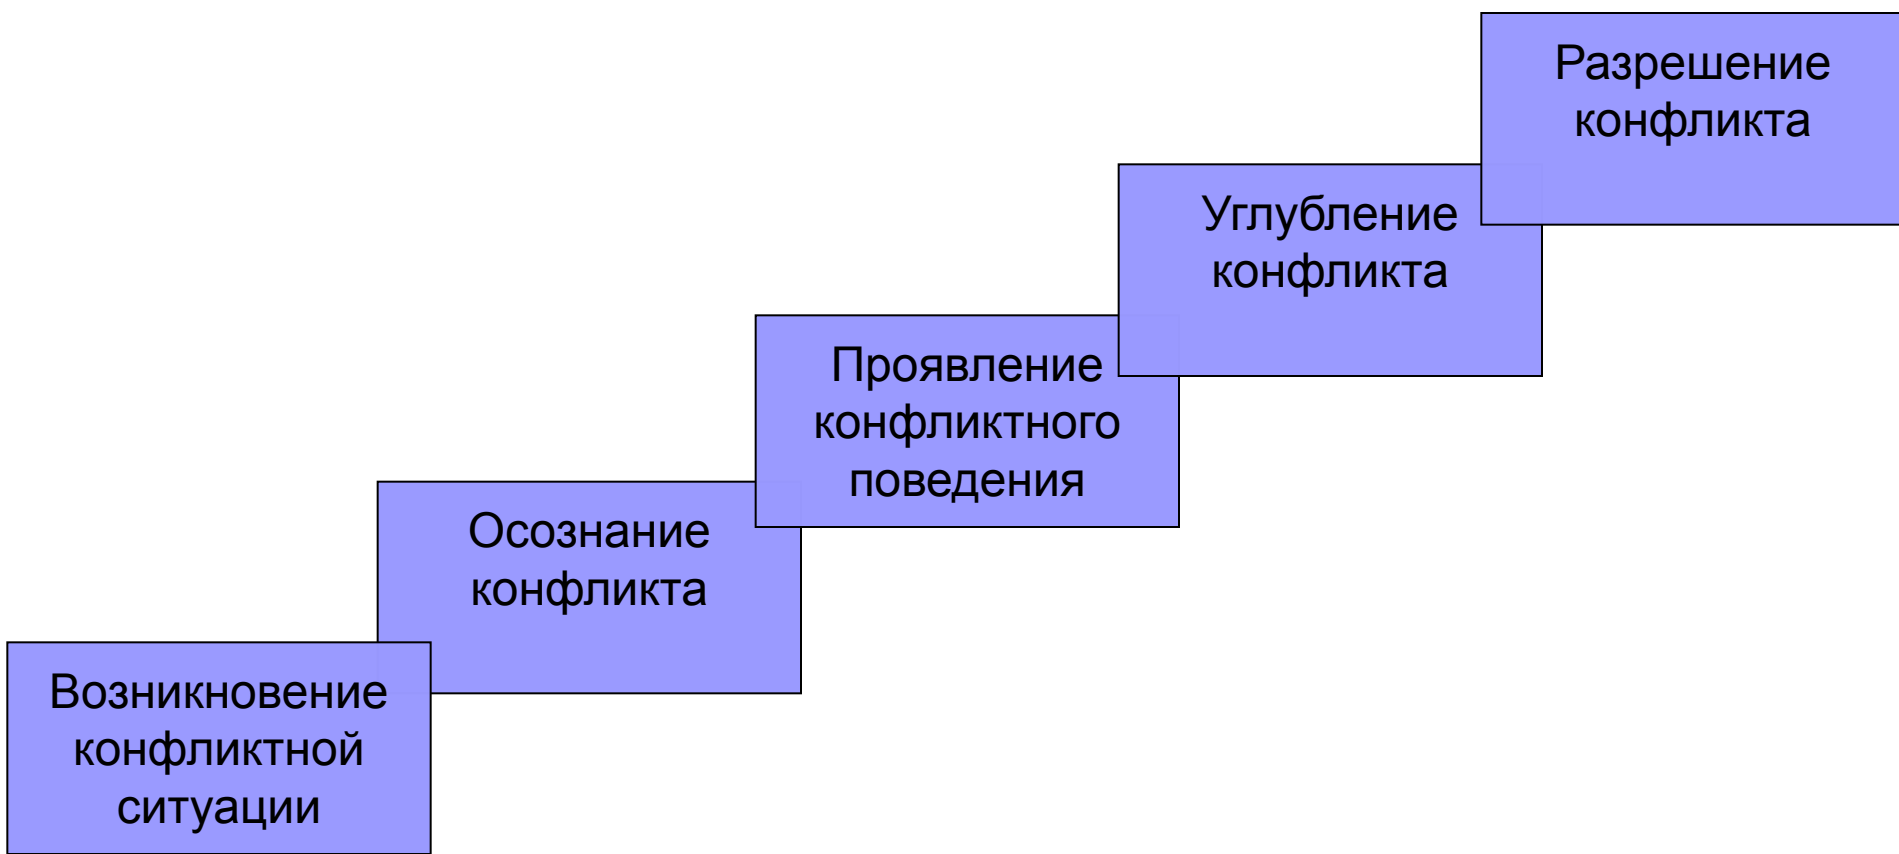 Разрешение
конфликта
Углубление
конфликта
Проявление
конфликтного
поведения
Осознание
конфликта
Возникновение
конфликтной
ситуации